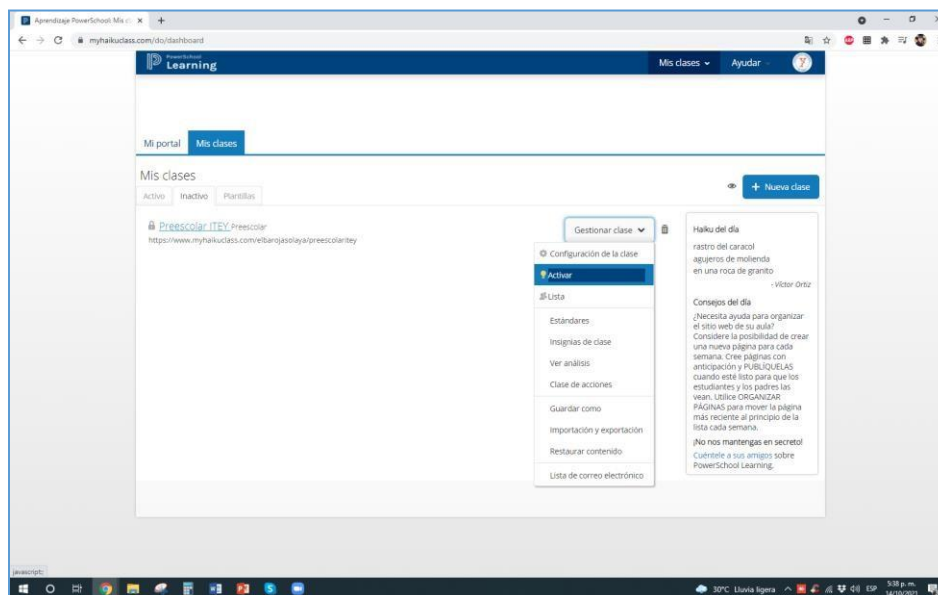 Aprendizaje PowerSchool: Mis c
myhaikuclass.com/do/dashboard
PowerSchool
Learning
Mis clases
Ayudar
Mi portal
Mis clases
Mis clases
Activo
Inactivo
Plantillas
+ Nueva clase
Preescolar ITEY Preescolar
https://www.myhaikuclass.com/elbarojasolaya/preescolaritey
Gestionar clase
Configuración de la clase
Activar
Lista
Estándares
Insignias de clase
Ver análisis
Clase de acciones
Guardar como
Importación y exportación
Restaurar contenido
Lista de correo electrónico
Haiku del día
rastro del caracol
agujeros de molienda
en una roca de granito
- Víctor Ortiz
Consejos del día
¿Necesita ayuda para organizar
el sitio web de su aula?
Considere la posibilidad de crear
una nueva página para cada
semana. Cree páginas con
anticipación y PUBLÍQUELAS
cuando esté listo para que los
estudiantes y los padres las
vean. Utilice ORGANIZAR
PÁGINAS para mover la página
más reciente al principio de la
lista cada semana.
¡No nos mantengas en secreto!
Cuéntele a sus amigos sobre
PowerSchool Learning.
javascript:
30°C Lluvia ligera
ESP
5:38 p. m.
14/10/2021